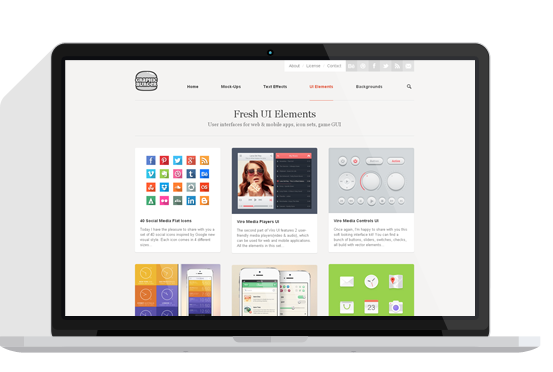 About
License
Contact
GRAPHIC
BURGER
Home
Mock-Ups
Text Effects
UI Elements
Backgrounds
Fresh UI Elements
User interfaces for web & mobile apps, icon sets, game GUI
40 Social Media Flat Icons
Today I have the pleasure to share with you a
set of 40 social icons inspired by Google new
visual style. Each icon comes in 4 different
sizes
Vire Media Players UI
The second part of Vire UI features 2 user
friendly media players(video & audio), which
can be used for web and mobile applications.
All the elements in this set
Vire Media Controls UI
Once again, I'm happy to share with you this
soft looking interface kit. You can find a
bunch of buttons, sliders, switches, checks,
all build with vector elements
23